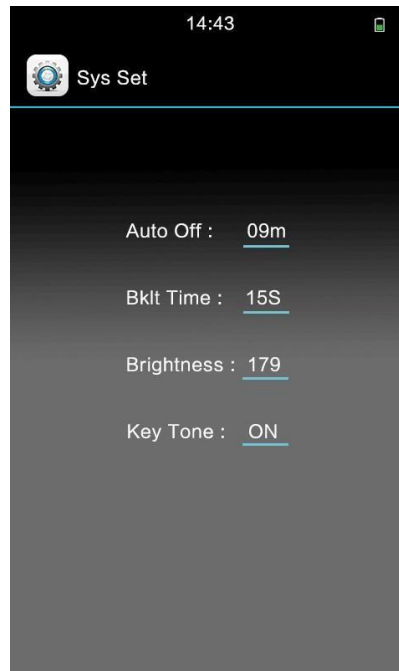 14:43
Sys Set
Auto Off : 09m
Bklt Time : 15S
Brightness : 179
Key Tone : ON